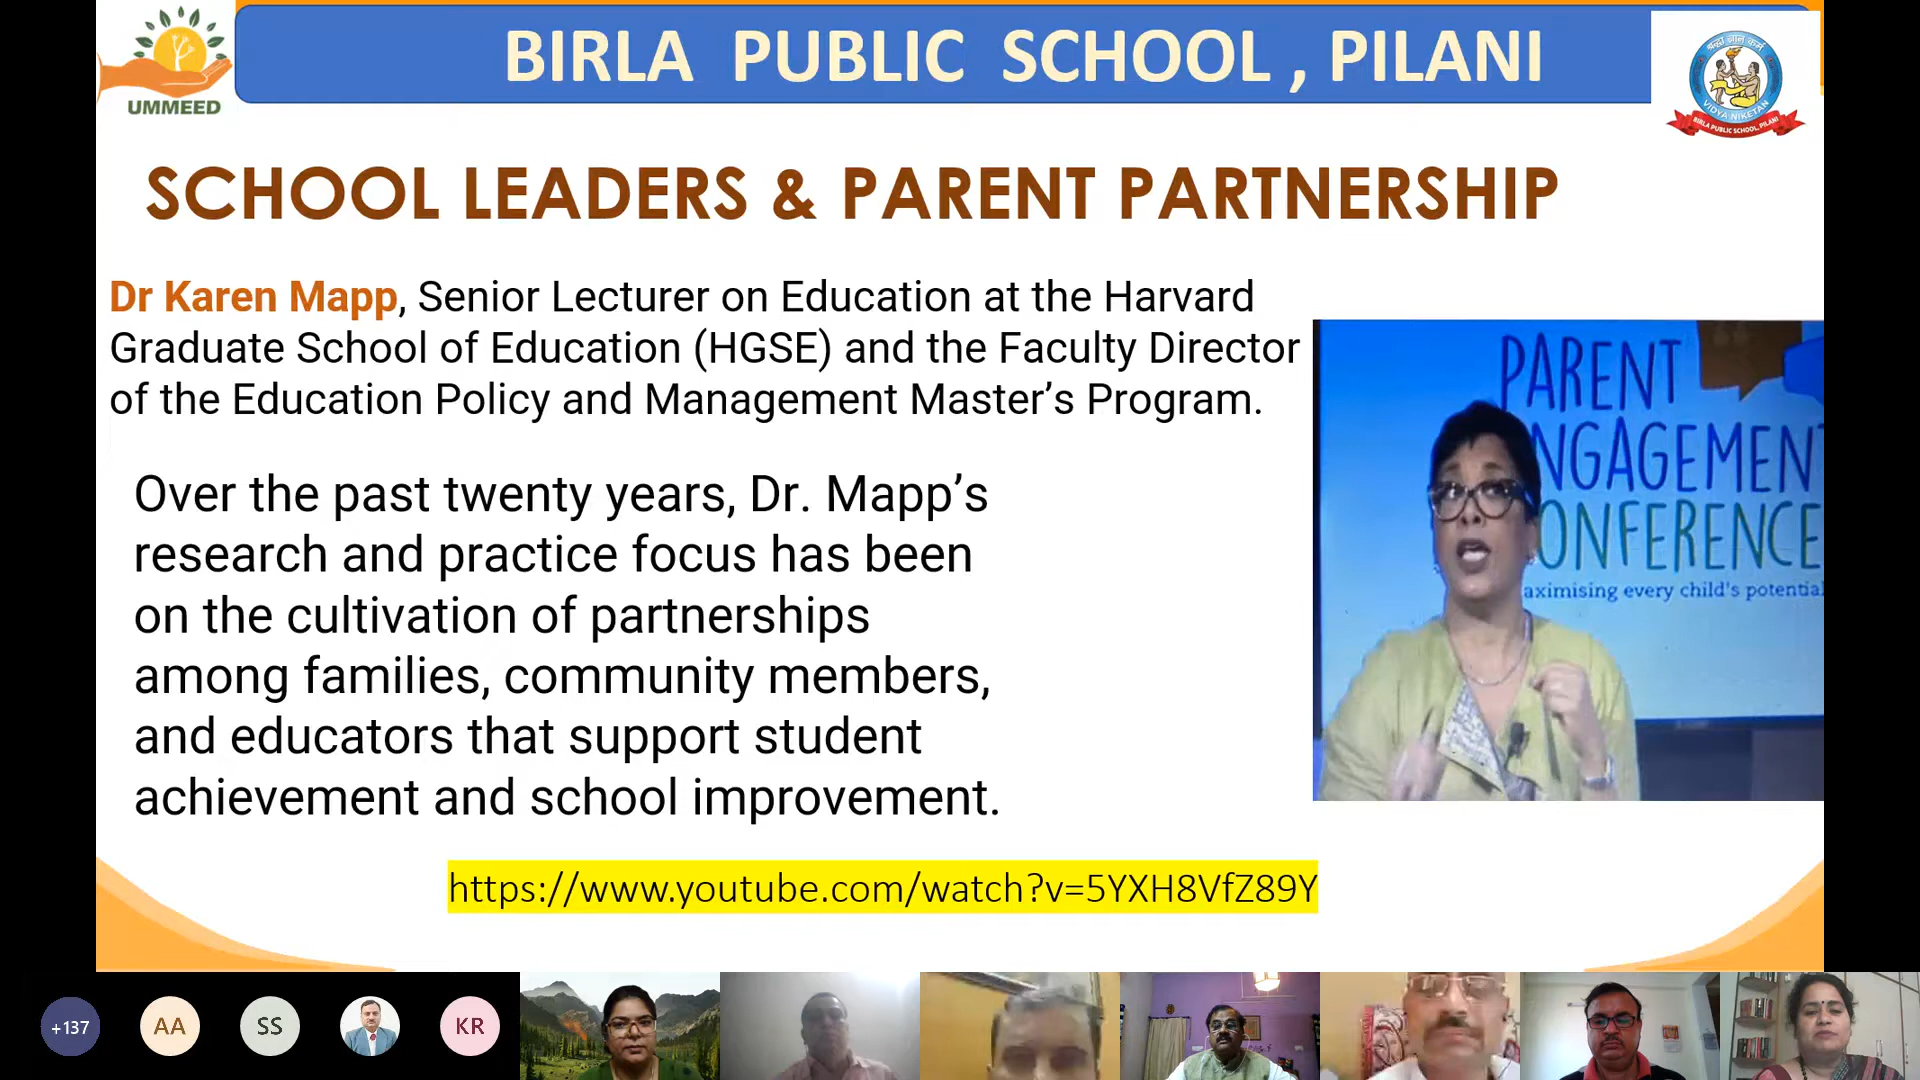 UMMEED
BIRLA PUBLIC SCHOOL , PILANI
श्रद्धा ज्ञान कर्म
VIDYA NIKETAN
BIRLA PUBLIC SCHOOL, PILANI
SCHOOL LEADERS & PARENT PARTNERSHIP
Dr Karen Mapp, Senior Lecturer on Education at the Harvard
Graduate School of Education (HGSE) and the Faculty Director
of the Education Policy and Management Master’s Program.
Over the past twenty years, Dr. Mapp’s
research and practice focus has been
on the cultivation of partnerships
among families, community members,
and educators that support student
achievement and school improvement.
PARENT
NGAGEMENT
ONFERENCE
aximising every child's potential
https://www.youtube.com/watch?v=5YXH8VfZ89Y
+137
AA
SS
KR